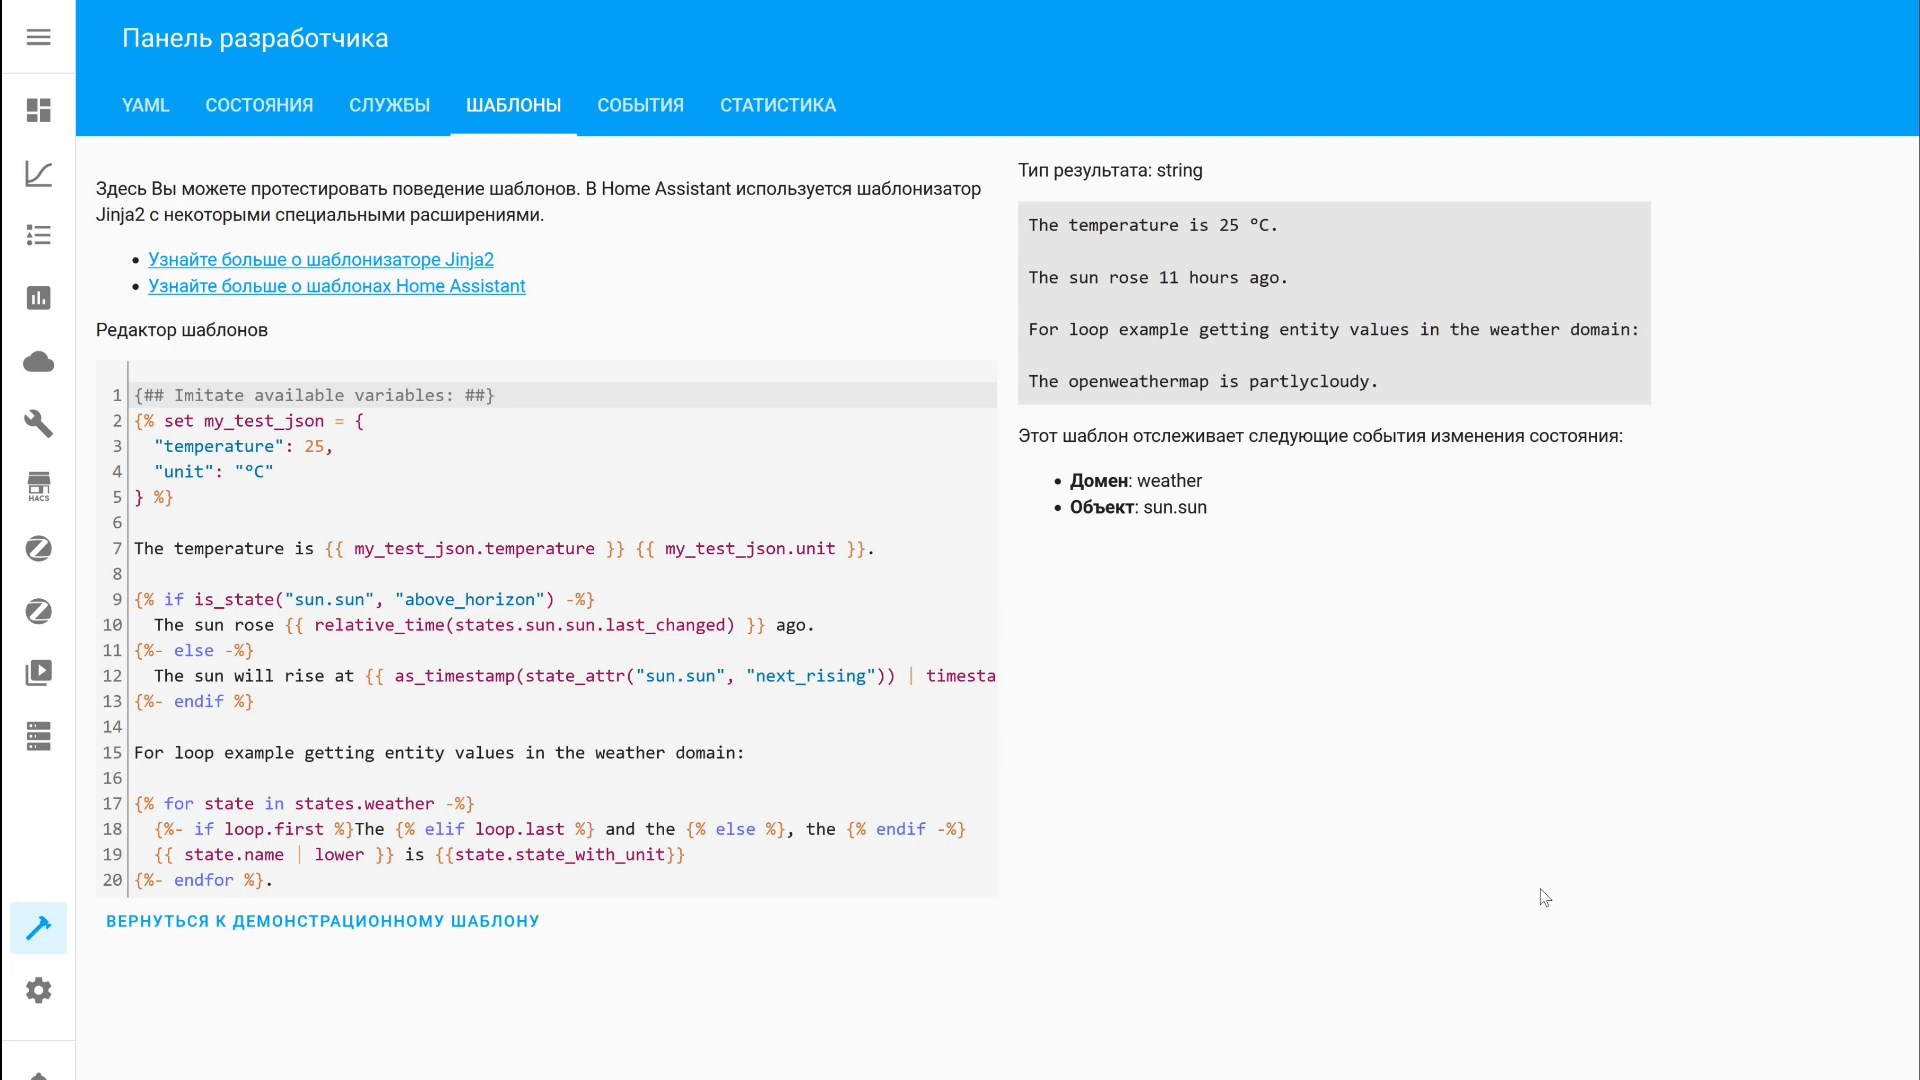 Панель разработчика
YAML СОСТОЯНИЯ СЛУЖБЫ ШАБЛОНЫ СОБЫТИЯ СТАТИСТИКА
HACS
Здесь Вы можете протестировать поведение шаблонов. В Home Assistant используется шаблонизатор
Jinja2 с некоторыми специальными расширениями.
• Узнайте больше о шаблонизаторе Jinja2
• Узнайте больше о шаблонах Home Assistant
Редактор шаблонов
1 {## Imitate available variables: ##}
2 {% set my_test_json = {
3   "temperature": 25,
4   "unit": "°C"
5 } %}
6
7 The temperature is {{ my_test_json.temperature }} {{ my_test_json.unit }}.
8
9 {% if is_state("sun.sun", "above_horizon") -%}
10   The sun rose {{ relative_time(states.sun.sun.last_changed) }} ago.
11 {%- else -%}
12   The sun will rise at {{ as_timestamp(state_attr("sun.sun", "next_rising")) | timesta
13 {%- endif %}
14
15 For loop example getting entity values in the weather domain:
16
17 {% for state in states.weather -%}
18   {%- if loop.first %}The {% elif loop.last %} and the {% else %}, the {% endif -%}
19   {{ state.name | lower }} is {{state.state_with_unit}}
20 {%- endfor %}.
ВЕРНУТЬСЯ К ДЕМОНСТРАЦИОННОМУ ШАБЛОНУ
Тип результата: string
The temperature is 25 °C.
The sun rose 11 hours ago.
For loop example getting entity values in the weather domain:
The openweathermap is partlycloudy.
Этот шаблон отслеживает следующие события изменения состояния:
• Домен: weather
• Объект: sun.sun